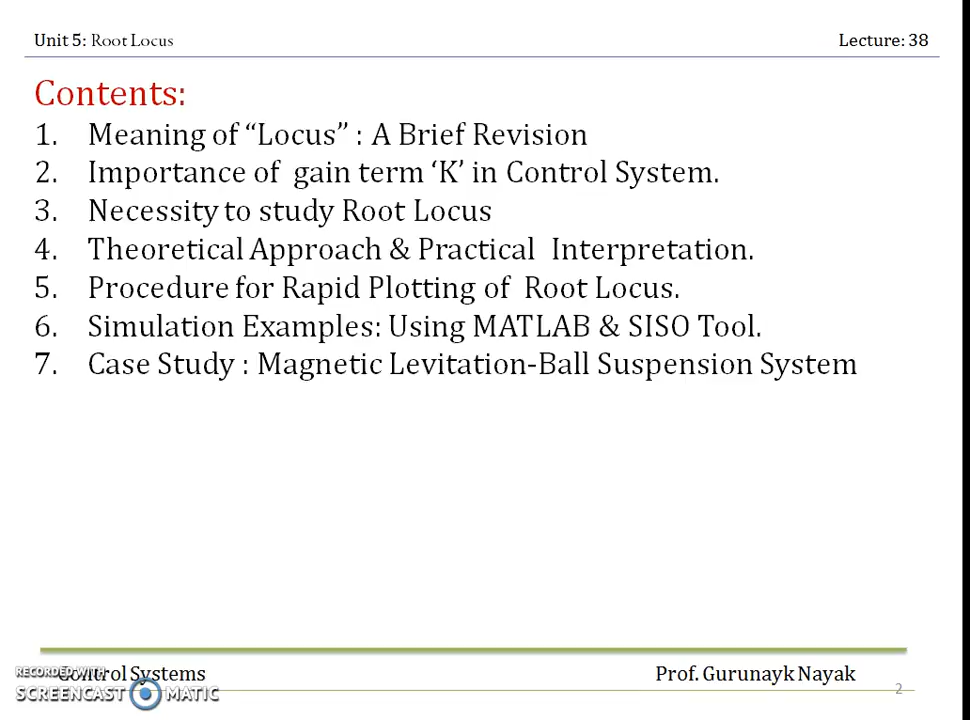 Unit 5: Root Locus
Lecture: 38
Contents:
1. Meaning of “Locus” : A Brief Revision
2. Importance of gain term ‘K’ in Control System.
3. Necessity to study Root Locus
4. Theoretical Approach & Practical Interpretation.
5. Procedure for Rapid Plotting of Root Locus.
6. Simulation Examples: Using MATLAB & SISO Tool.
7. Case Study : Magnetic Levitation-Ball Suspension System
Control Systems
Prof. Gurunayk Nayak
2
RECORDED WITH
SCREENCAST MATIC